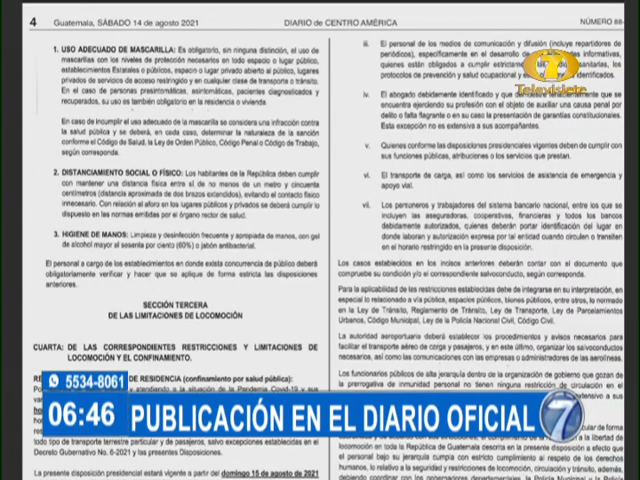 4 Guatemala, SÁBADO 14 de agosto 2021 DIARIO de CENTRO AMÉRICA NÚMERO 88-
1. USO ADECUADO DE MASCARILLA: Es obligatorio, sin ninguna distinción, el uso de
mascarillas con los niveles de protección necesarios en todo espacio o lugar público,
establecimientos Estatales o públicos, espacio o lugar privado abierto al público, lugares
privados de servicios de acceso restringido y en cualquier clase de transporte o tránsito.
En el caso de personas presintomáticas, asintomáticas, pacientes diagnosticados y
recuperados, su uso es también obligatorio en la residencia o vivienda.
En caso de incumplir el uso adecuado de la mascarilla se considera una infracción contra
la salud pública y se deberá, en cada caso, determinar la naturaleza de la sanción
conforme el Código de Salud, la Ley de Orden Público, Código Penal o Código de Trabajo,
según corresponda.
2. DISTANCIAMIENTO SOCIAL O FÍSICO: Los habitantes de la República deben cumplir
con mantener una distancia física entre sí de no menos de un metro y cincuenta
centímetros (distancia aproximada de dos brazos extendidos), evitando el contacto físico
innecesario. Con relación al aforo en los lugares públicos y privados se deberá cumplir lo
dispuesto en las normas emitidas por el órgano rector de salud.
3. HIGIENE DE MANOS: Limpieza y desinfección frecuente y apropiada de manos, con gel
de alcohol mayor al sesenta por ciento (60%) o jabón antibacterial.
El personal a cargo de los establecimientos en donde exista concurrencia de público deberá
obligatoriamente verificar y hacer que se aplique de forma estricta las disposiciones
anteriores.
SECCIÓN TERCERA
DE LAS LIMITACIONES DE LOCOMOCIÓN
CUARTA: DE LAS CORRESPONDIENTES RESTRICCIONES Y LIMITACIONES DE
LOCOMOCIÓN Y EL CONFINAMIENTO.
DE RESIDENCIA (confinamiento por salud pública):
y atendiendo a la situación de la Pandemia Covid-19 y sus
todo tipo de transporte terrestre particular y de pasajeros, salvo excepciones establecidas en el
Decreto Gubernativo No. 6-2021 y las presentes Disposiciones.
La presente disposición presidencial estará vigente a partir del domingo 15 de agosto de 2021
iii. El personal de los medios de comunicación y difusión (incluye repartidores de
periódicos), específicamente en el desarrollo de informativas,
quienes están obligados a cumplir estrictamente sanitarias, los
protocolos de prevención y salud ocupacional y identificados.
iv. El abogado debidamente identificado y que que se
encuentra ejerciendo su profesión con el objeto de auxiliar una causa penal por
delito o falta flagrante o en su caso la presentación de garantías constitucionales.
Esta excepción no es extensiva a sus acompañantes.
v. Quienes conforme las disposiciones presidenciales vigentes deben de cumplir con
sus funciones públicas, atribuciones o los servicios que prestan.
vi. El transporte de carga, así como los servicios de asistencia de emergencia y
apoyo vial.
vii. Los personeros y trabajadores del sistema bancario nacional, entre los que se
incluyen las aseguradoras, cooperativas, financieras y todos los bancos
debidamente autorizados, quienes deberán portar identificación del lugar en
donde laboran y autorización expresa por tal entidad cuando circulen o transiten
en el horario restringido en la presente disposición.
Los casos establecidos en los incisos anteriores deberán contar con el documento que
compruebe su condición y/o el correspondiente salvoconducto, según corresponda.
Para la aplicabilidad de las restricciones establecidas debe de integrarse en su interpretación, en
especial lo relacionado a vía pública, espacios públicos, bienes públicos, entre otros, lo normado
en la Ley de Tránsito, Reglamento de Tránsito, Ley de Transporte, Ley de Parcelamientos
Urbanos, Código Municipal, Ley de la Policía Nacional Civil, Código Civil.
La autoridad aeroportuaria deberá establecer los procedimientos y avisos necesarios para
facilitar el transporte aéreo de carga y pasajeros, y en este último, organizar los salvoconductos
necesarios, así como las comunicaciones con las empresas o administradores de las aerolíneas.
Los funcionarios públicos de alta jerarquía dentro de la organización de gobierno que gozan de
la prerrogativa de inmunidad personal no tienen ninguna restricción de circulación en el
extensivo a sus
de forma
a la libertad de
locomoción en toda la República de Guatemala escrita en la presente disposición a efecto que
el personal bajo su jerarquía cumpla con estricto cumplimiento al respeto de los derechos
humanos, lo relativo a la seguridad y restricciones de locomoción, circulación y tránsito, además,
Televisiete
5534-8061
06:46 PUBLICACIÓN EN EL DIARIO OFICIAL 7